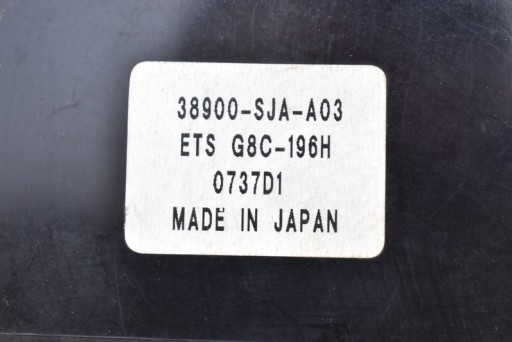 38900-SJA-A03
ETS G8C-196H
0737D1
MADE IN JAPAN